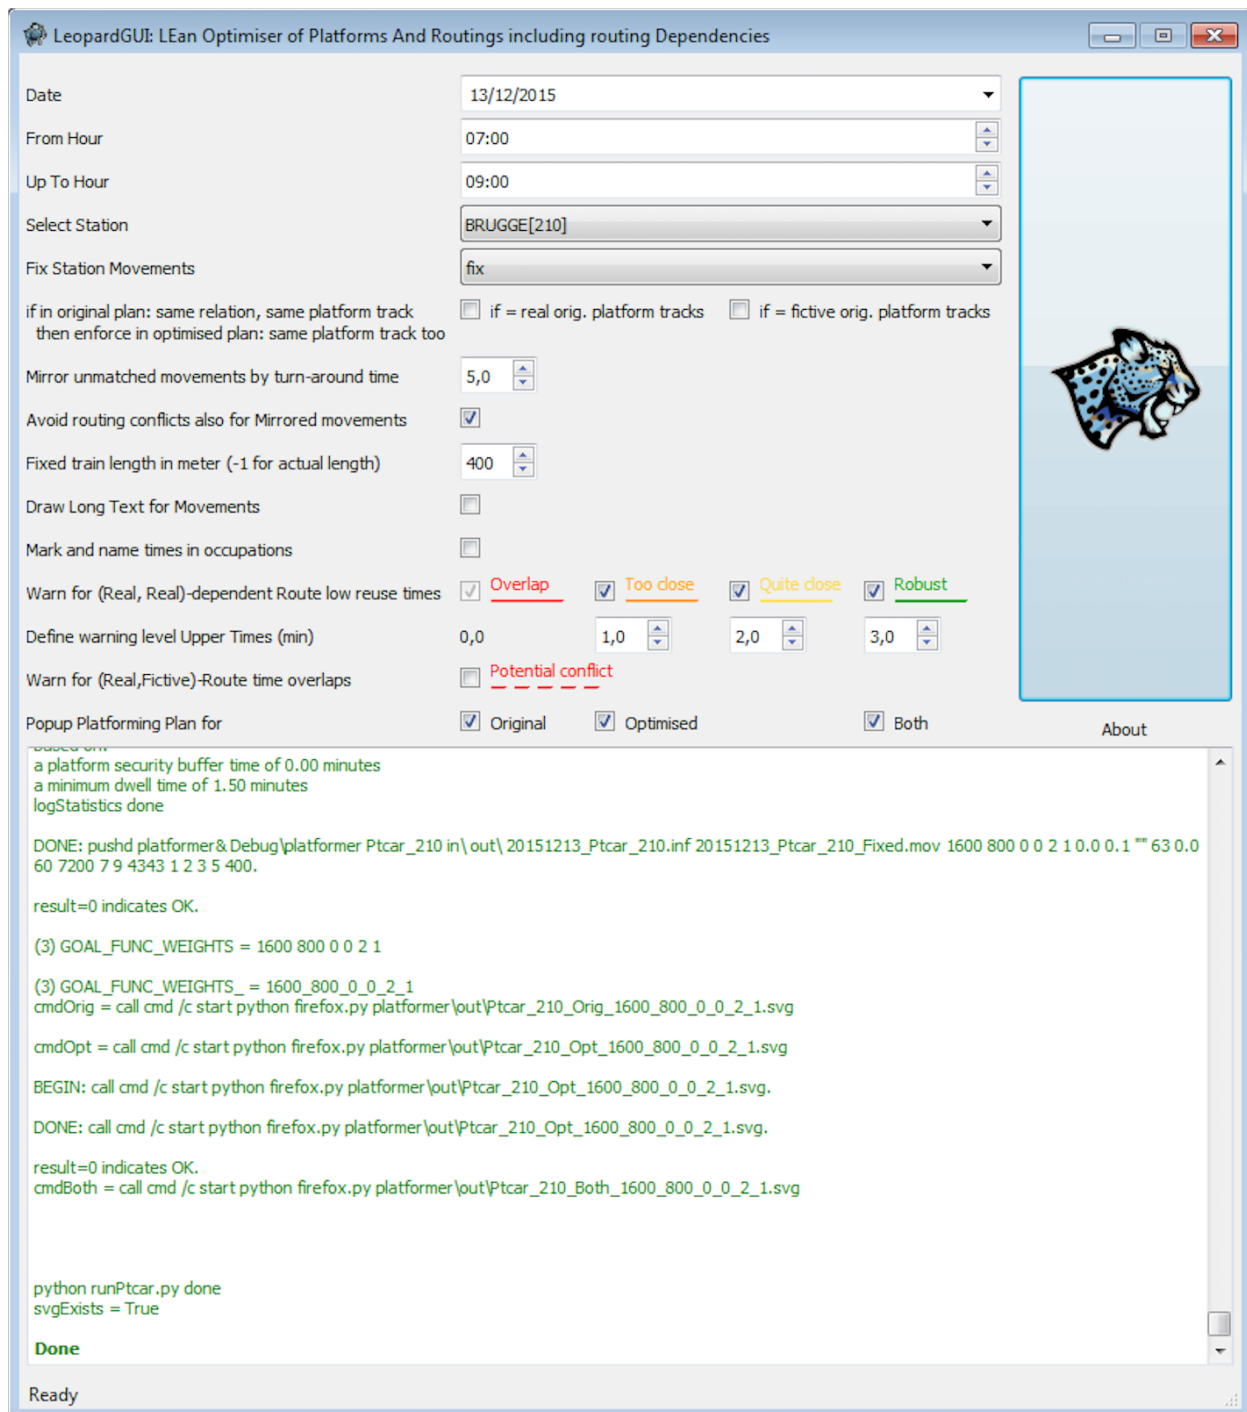 LeopardGUI: LEan Optimiser of Platforms And Routings including routing Dependencies
Date 13/12/2015
From Hour 07:00
Up To Hour 09:00
Select Station BRUGGE[210]
Fix Station Movements fix
if in original plan: same relation, same platform track if = real orig. platform tracks if = fictive orig. platform tracks
then enforce in optimised plan: same platform track too
Mirror unmatched movements by turn-around time 5,0
Avoid routing conflicts also for Mirrored movements
Fixed train length in meter (-1 for actual length) 400
Draw Long Text for Movements
Mark and name times in occupations
Warn for (Real, Real)-dependent Route low reuse times Overlap Too close Quite close Robust
Define warning level Upper Times (min) 0,0 1,0 2,0 3,0
Warn for (Real,Fictive)-Route time overlaps Potential conflict
Popup Platforming Plan for Original Optimised Both About
based on:
a platform security buffer time of 0.00 minutes
a minimum dwell time of 1.50 minutes
logStatistics done
DONE: pushd platformer& Debug\platformer Ptcar_210 in\ out\ 20151213_Ptcar_210.inf 20151213_Ptcar_210_Fixed.mov 1600 800 0 0 2 1 0.0 0.1 "" 63 0.0
60 7200 7 9 4343 1 2 3 5 400.
result=0 indicates OK.
(3) GOAL_FUNC_WEIGHTS = 1600 800 0 0 2 1
(3) GOAL_FUNC_WEIGHTS_ = 1600_800_0_0_2_1
cmdOrig = call cmd /c start python firefox.py platformer\out\Ptcar_210_Orig_1600_800_0_0_2_1.svg
cmdOpt = call cmd /c start python firefox.py platformer\out\Ptcar_210_Opt_1600_800_0_0_2_1.svg
BEGIN: call cmd /c start python firefox.py platformer\out\Ptcar_210_Opt_1600_800_0_0_2_1.svg.
DONE: call cmd /c start python firefox.py platformer\out\Ptcar_210_Opt_1600_800_0_0_2_1.svg.
result=0 indicates OK.
cmdBoth = call cmd /c start python firefox.py platformer\out\Ptcar_210_Both_1600_800_0_0_2_1.svg
python runPtcar.py done
svgExists = True
Done
Ready